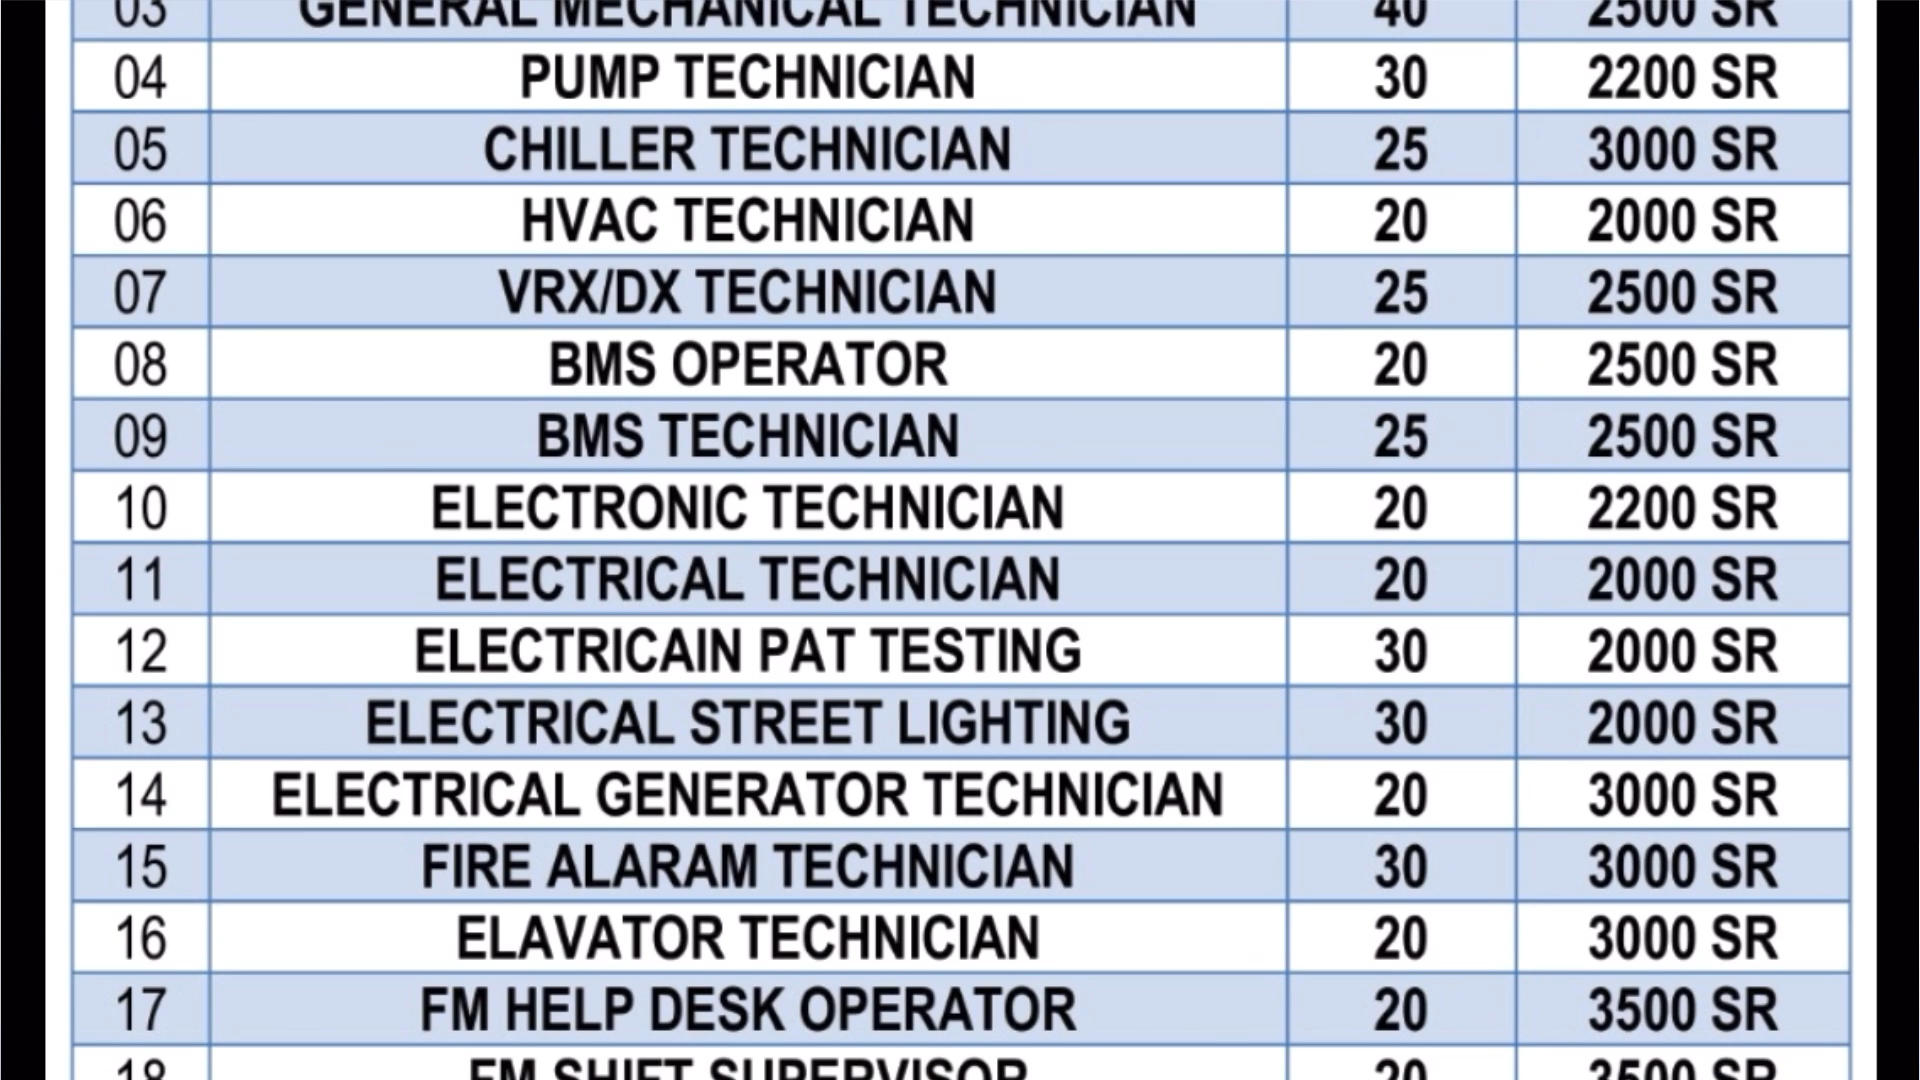 03 GENERAL MECHANICAL TECHNICIAN 40 2500 SR
04 PUMP TECHNICIAN 30 2200 SR
05 CHILLER TECHNICIAN 25 3000 SR
06 HVAC TECHNICIAN 20 2000 SR
07 VRX/DX TECHNICIAN 25 2500 SR
08 BMS OPERATOR 20 2500 SR
09 BMS TECHNICIAN 25 2500 SR
10 ELECTRONIC TECHNICIAN 20 2200 SR
11 ELECTRICAL TECHNICIAN 20 2000 SR
12 ELECTRICAIN PAT TESTING 30 2000 SR
13 ELECTRICAL STREET LIGHTING 30 2000 SR
14 ELECTRICAL GENERATOR TECHNICIAN 20 3000 SR
15 FIRE ALARAM TECHNICIAN 30 3000 SR
16 ELAVATOR TECHNICIAN 20 3000 SR
17 FM HELP DESK OPERATOR 20 3500 SR
18 FM SHIFT SUPERVISOR 20 3500 SR